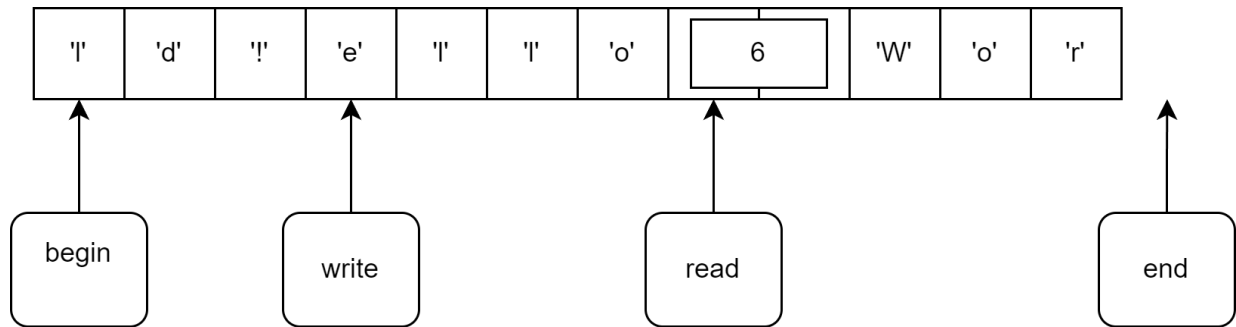 'l' 'd' '!' 'e' 'l' 'l' 'o' 6 'W' 'o' 'r'
begin
write
read
end